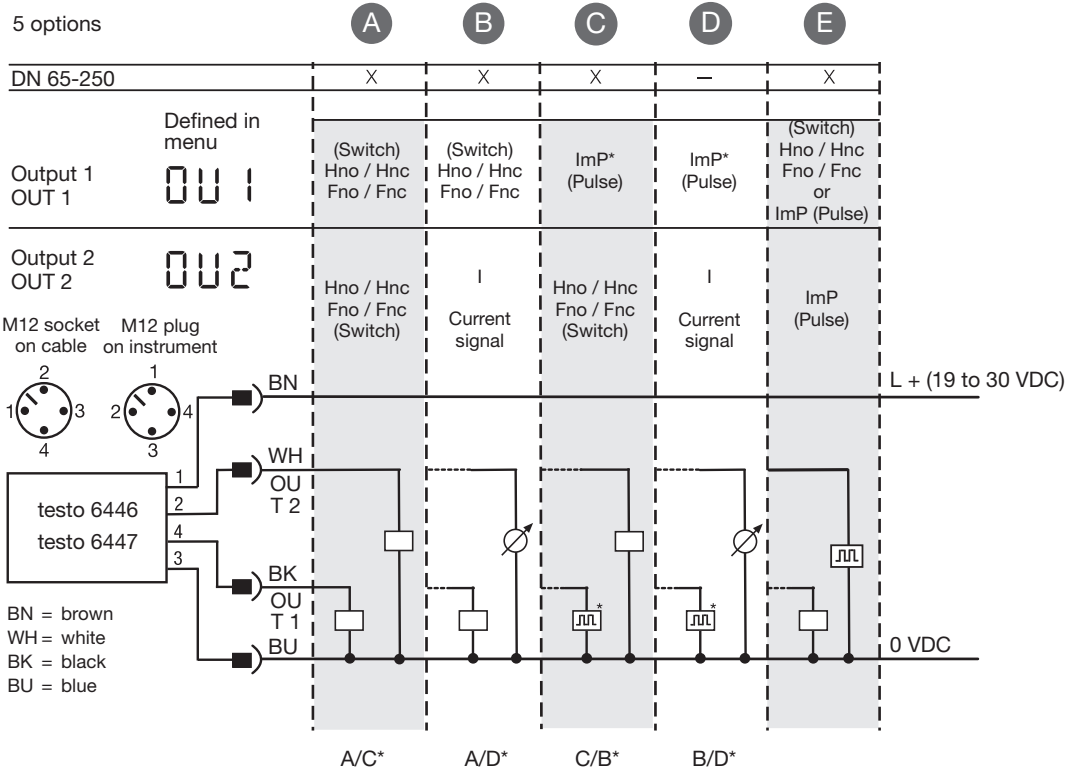 5 options
A B C D E
DN 65-250 X X X – X
Defined in
menu
Output 1
OUT 1
OU1
(Switch)
Hno / Hnc
Fno / Fnc
(Switch)
Hno / Hnc
Fno / Fnc
ImP*
(Pulse)
ImP*
(Pulse)
(Switch)
Hno / Hnc
Fno / Fnc
or
ImP (Pulse)
Output 2
OUT 2
OU2
Hno / Hnc
Fno / Fnc
(Switch)
I
Current
signal
Hno / Hnc
Fno / Fnc
(Switch)
I
Current
signal
ImP
(Pulse)
M12 socket
on cable
M12 plug
on instrument
2
1 3
4
1
2 4
3
BN
L + (19 to 30 VDC)
WH
OU
T 2
1
2
4
3
testo 6446
testo 6447
BK
OU
T 1
* *
BU
0 VDC
BN = brown
WH = white
BK = black
BU = blue
A/C* A/D* C/B* B/D*